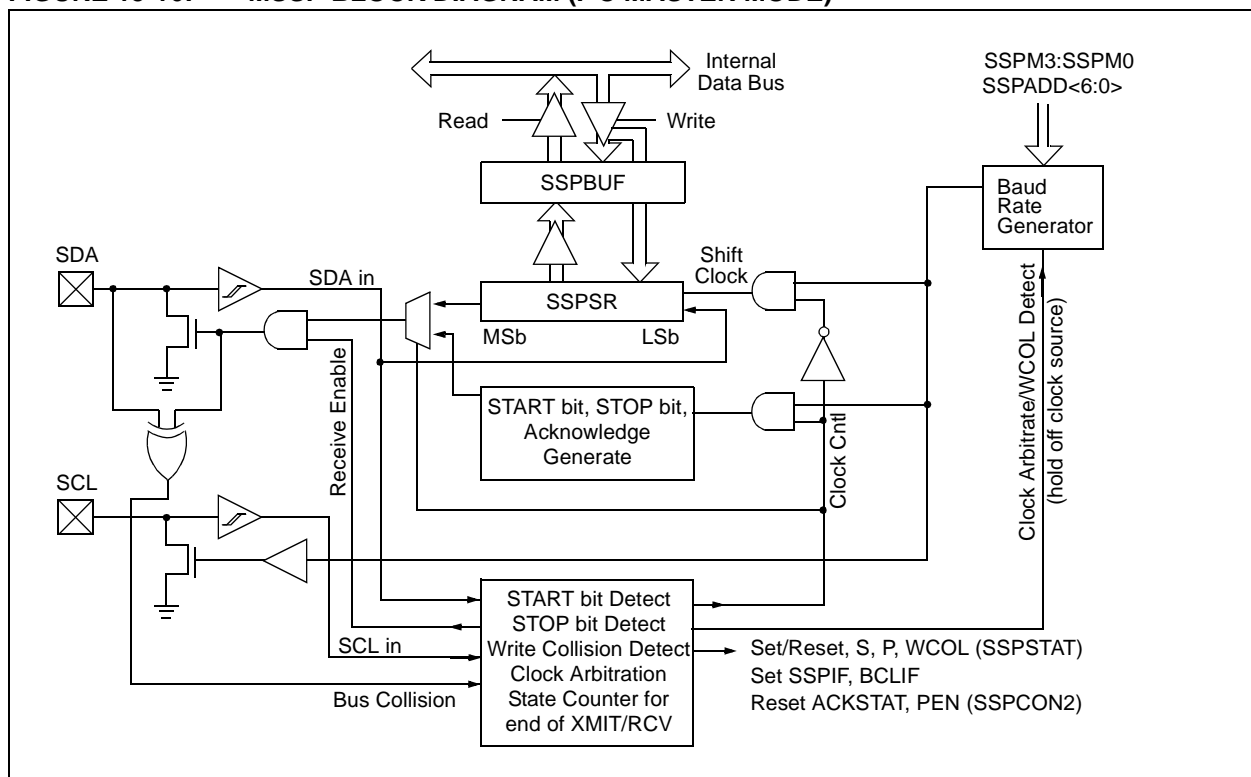 Internal
Data Bus
SSPM3:SSPM0
SSPADD<6:0>
Read
Write
SSPBUF
Baud
Rate
Generator
SDA
SDA in
Shift
Clock
SSPSR
MSb
LSb
START bit, STOP bit,
Acknowledge
Generate
Receive Enable
Clock Cntl
Clock Arbitrate/WCOL Detect
(hold off clock source)
SCL
SCL in
Bus Collision
START bit Detect
STOP bit Detect
Write Collision Detect
Clock Arbitration
State Counter for
end of XMIT/RCV
Set/Reset, S, P, WCOL (SSPSTAT)
Set SSPIF, BCLIF
Reset ACKSTAT, PEN (SSPCON2)